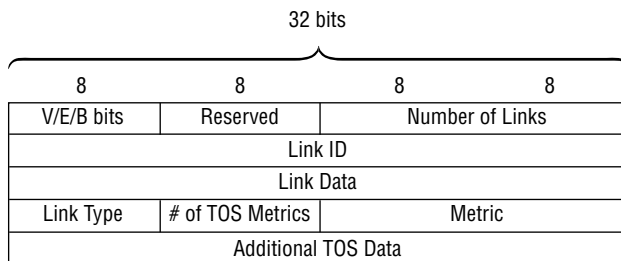 32 bits
8 8 8 8
V/E/B bits Reserved Number of Links
Link ID
Link Data
Link Type # of TOS Metrics Metric
Additional TOS Data